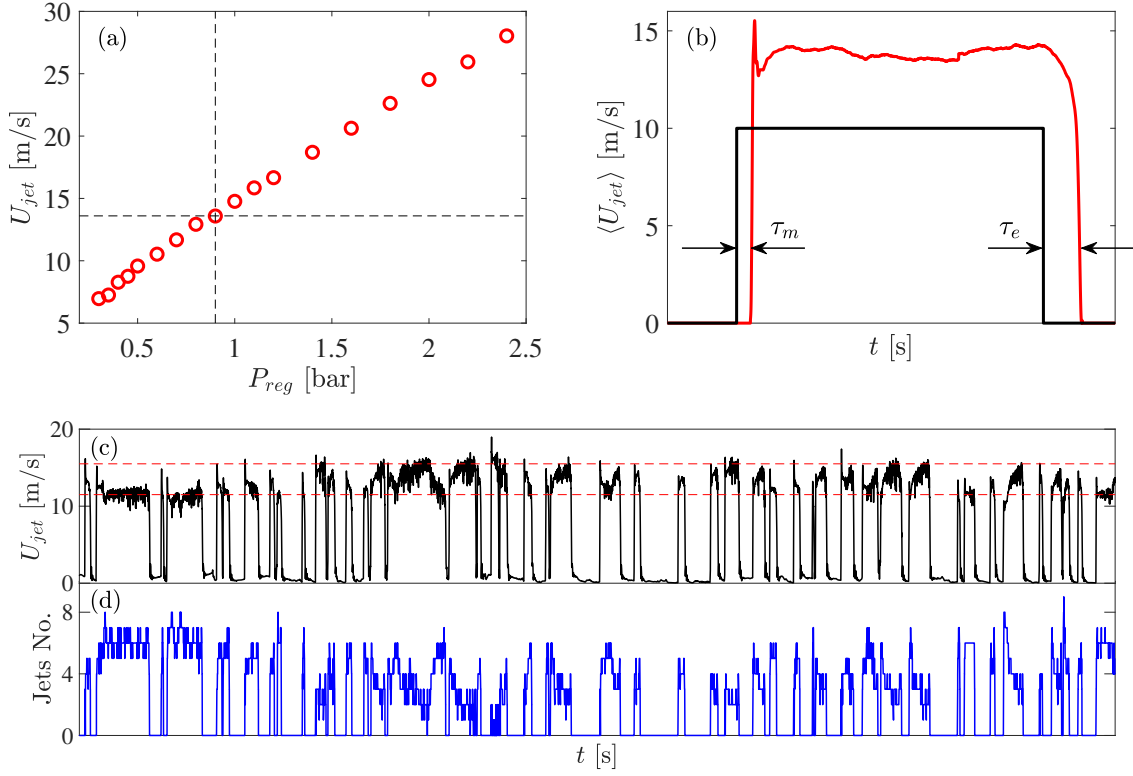 (a)
30
25
20
15
10
5
U_jet [m/s]
0.5 1 1.5 2 2.5
P_reg [bar]
(b)
15
10
5
0
⟨U_jet⟩ [m/s]
τ_m
τ_e
t [s]
(c)
20
10
0
U_jet [m/s]
(d)
8
4
0
Jets No.
t [s]